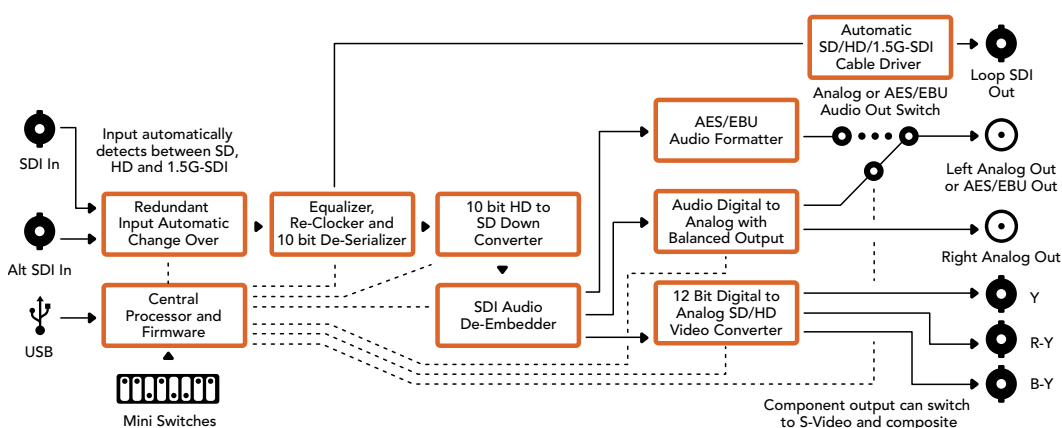 Automatic
SD/HD/1.5G-SDI
Cable Driver
Loop SDI
Out
Analog or AES/EBU
Audio Out Switch
SDI In
Input automatically
detects between SD,
HD and 1.5G-SDI
AES/EBU
Audio Formatter
Left Analog Out
or AES/EBU Out
Alt SDI In
Redundant
Input Automatic
Change Over
Equalizer,
Re-Clocker and
10 bit De-Serializer
10 bit HD to
SD Down
Converter
Audio Digital to
Analog with
Balanced Output
Right Analog Out
USB
Central
Processor and
Firmware
SDI Audio
De-Embedder
12 Bit Digital to
Analog SD/HD
Video Converter
Y
R-Y
B-Y
Mini Switches
Component output can switch
to S-Video and composite